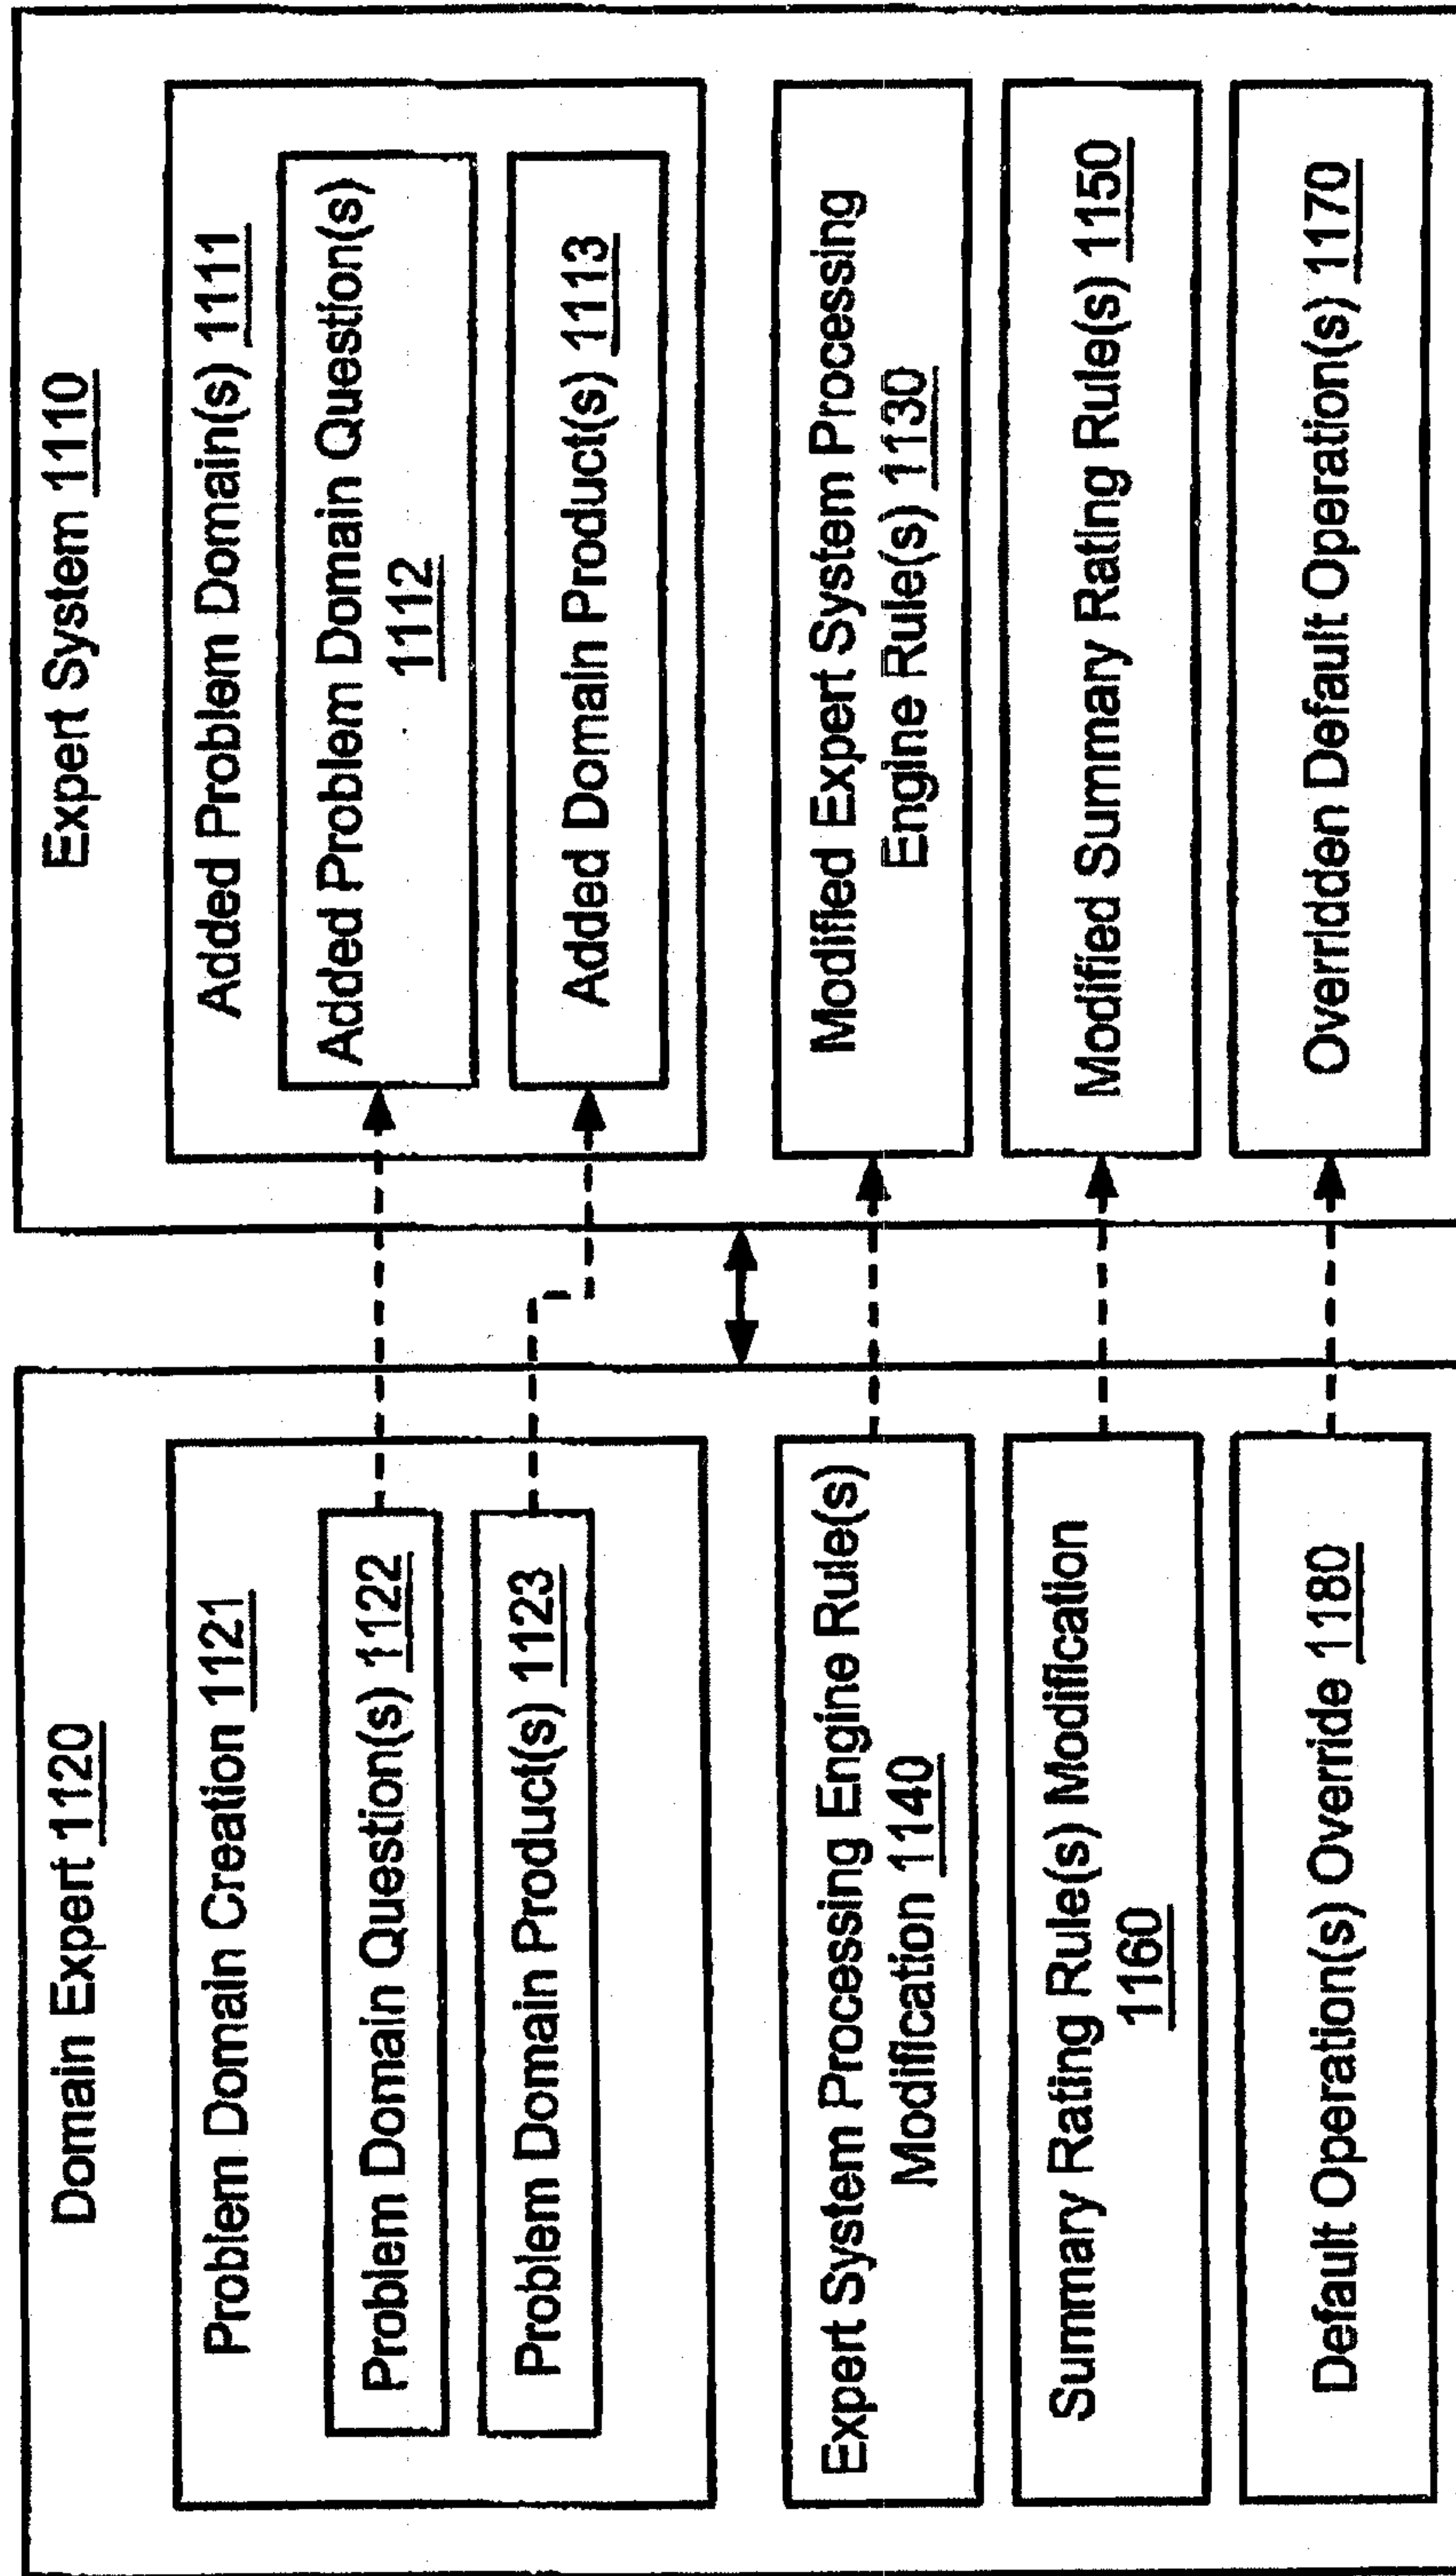 Domain Expert 1120
Problem Domain Creation 1121
Problem Domain Question(s) 1122
Problem Domain Product(s) 1123
Expert System Processing Engine Rule(s)
Modification 1140
Summary Rating Rule(s) Modification
1160
Default Operation(s) Override 1180
Expert System 1110
Added Problem Domain(s) 1111
Added Problem Domain Question(s)
1112
Added Domain Product(s) 1113
Modified Expert System Processing
Engine Rule(s) 1130
Modified Summary Rating Rule(s) 1150
Overridden Default Operation(s) 1170